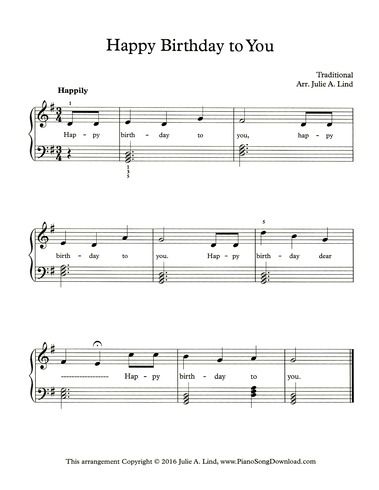 Happy Birthday to You
Traditional
Arr. Julie A. Lind
Happily
1
3
4
Hap - py birth - day to you, hap - py
3
4
1
3
5
5
birth - day to you. Hap - py birth - day dear
---------------- Hap - py birth - day to you.
This arrangement Copyright © 2016 Julie A. Lind, www.PianoSongDownload.com